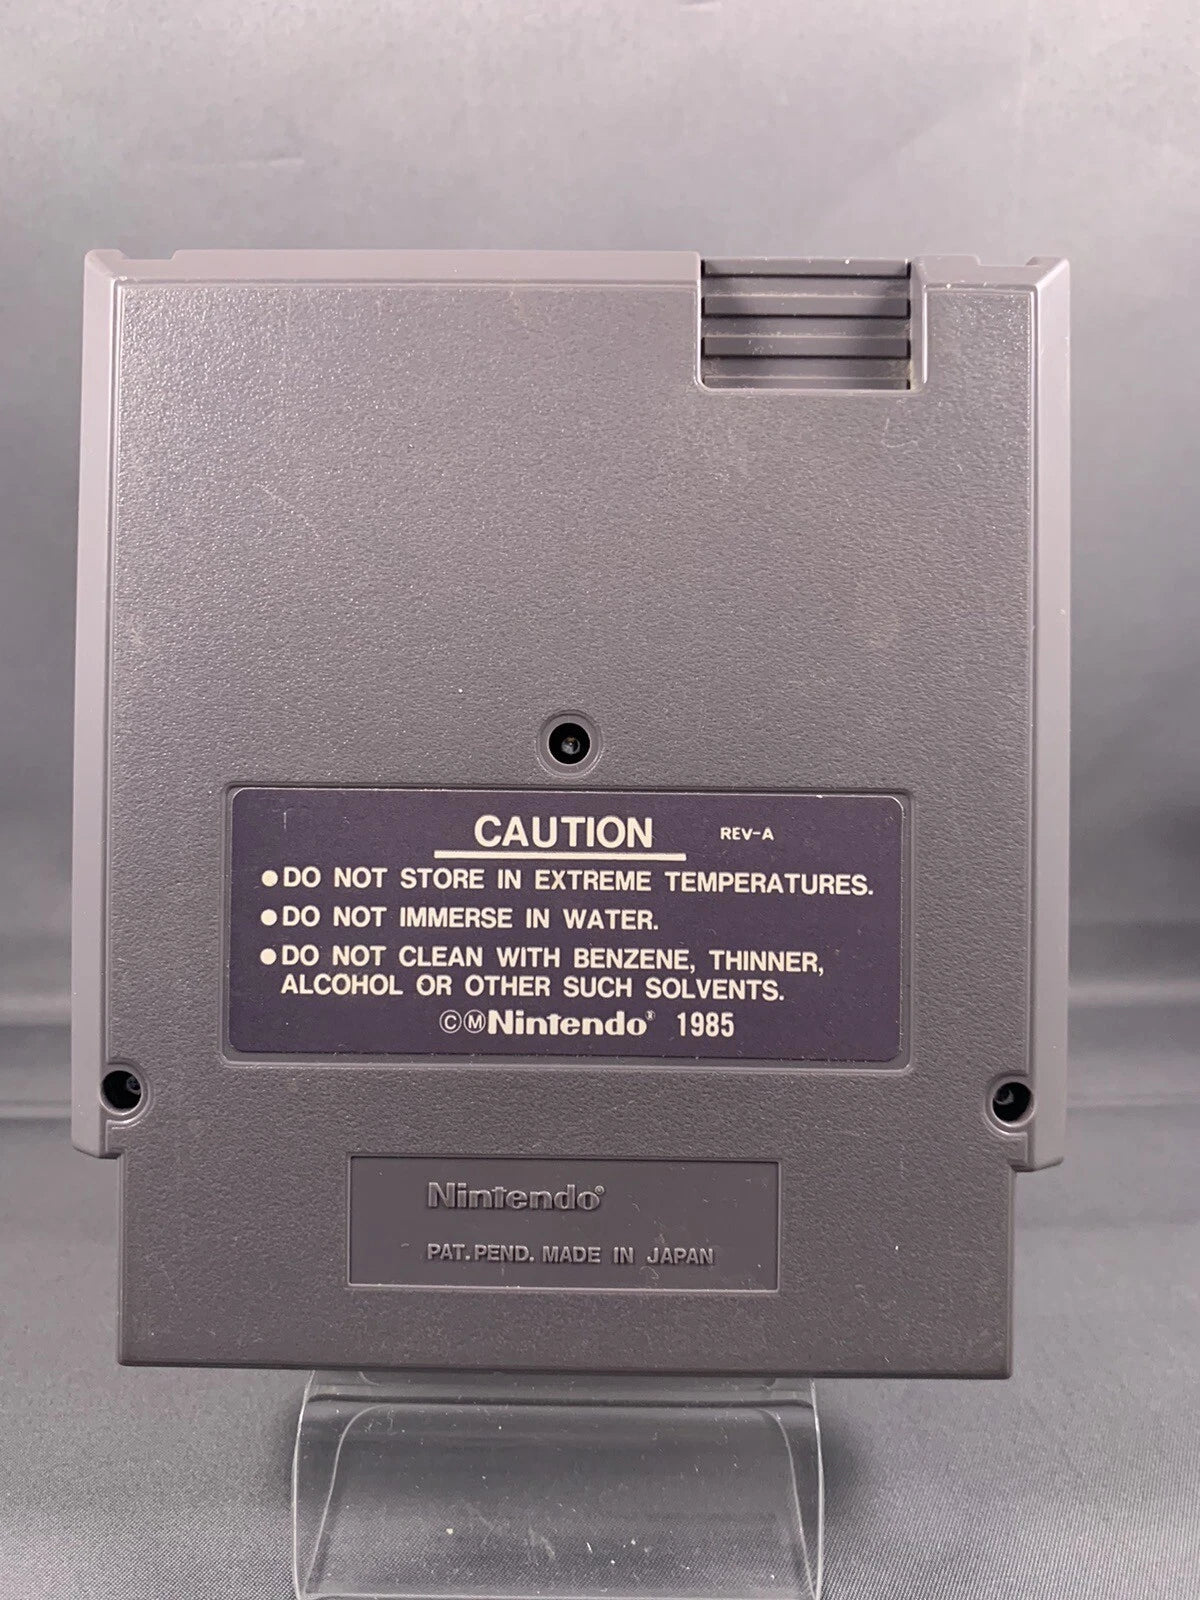 CAUTION REV-A
●DO NOT STORE IN EXTREME TEMPERATURES.
●DO NOT IMMERSE IN WATER.
●DO NOT CLEAN WITH BENZENE, THINNER,
ALCOHOL OR OTHER SUCH SOLVENTS.
©ⓂNintendo® 1985
Nintendo®
PAT.PEND. MADE IN JAPAN